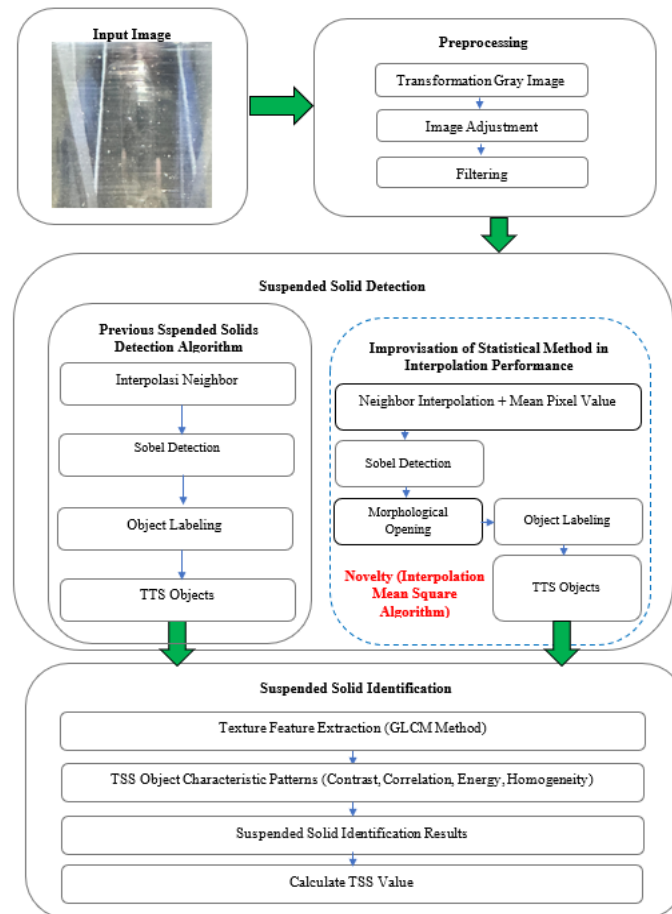 Input Image
Preprocessing
Transformation Gray Image
Image Adjustment
Filtering
Suspended Solid Detection
Previous Sspended Solids
Detection Algorithm
Interpolasi Neighbor
Sobel Detection
Object Labeling
TTS Objects
Improvisation of Statistical Method in
Interpolation Performance
Neighbor Interpolation + Mean Pixel Value
Sobel Detection
Morphological
Opening
Object Labeling
Novelty (Interpolation
Mean Square
Algorithm)
TTS Objects
Suspended Solid Identification
Texture Feature Extraction (GLCM Method)
TSS Object Characteristic Patterns (Contrast, Correlation, Energy, Homogeneity)
Suspended Solid Identification Results
Calculate TSS Value